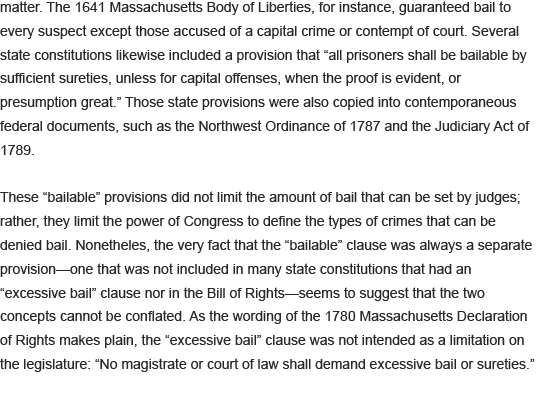 matter. The 1641 Massachusetts Body of Liberties, for instance, guaranteed bail to
every suspect except those accused of a capital crime or contempt of court. Several
state constitutions likewise included a provision that “all prisoners shall be bailable by
sufficient sureties, unless for capital offenses, when the proof is evident, or
presumption great.” Those state provisions were also copied into contemporaneous
federal documents, such as the Northwest Ordinance of 1787 and the Judiciary Act of
1789.
These “bailable” provisions did not limit the amount of bail that can be set by judges;
rather, they limit the power of Congress to define the types of crimes that can be
denied bail. Nonetheles, the very fact that the “bailable” clause was always a separate
provision—one that was not included in many state constitutions that had an
“excessive bail” clause nor in the Bill of Rights—seems to suggest that the two
concepts cannot be conflated. As the wording of the 1780 Massachusetts Declaration
of Rights makes plain, the “excessive bail” clause was not intended as a limitation on
the legislature: “No magistrate or court of law shall demand excessive bail or sureties.”